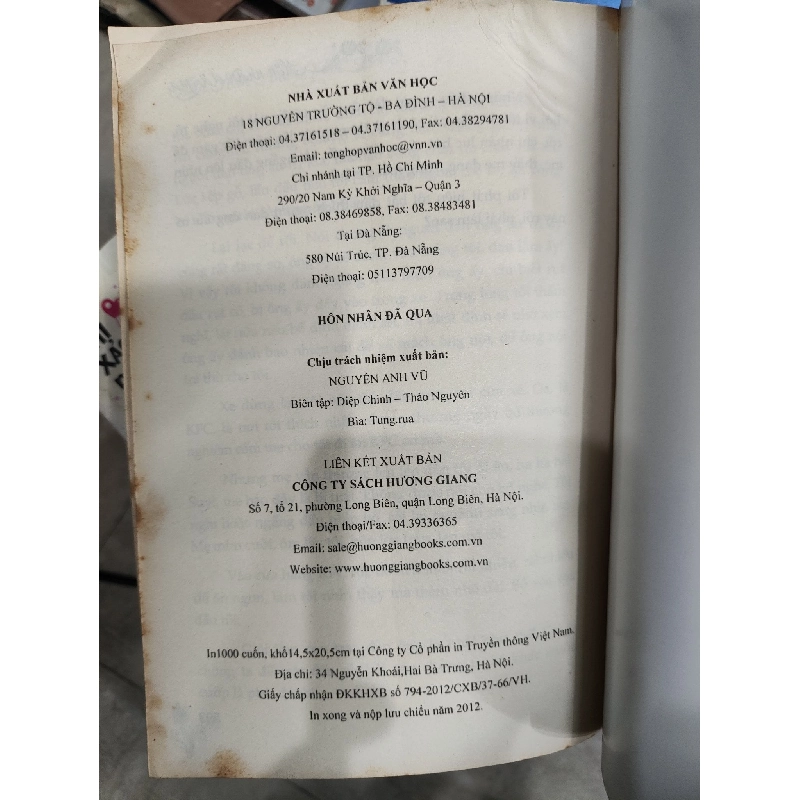 NHÀ XUẤT BẢN VĂN HỌC
18 NGUYỄN TRƯỜNG TỘ - BA ĐÌNH – HÀ NỘI
Điện thoại: 04.37161518 – 04.37161190, Fax: 04.38294781
Email: tonghopvanhoc@vnn.vn
Chi nhánh tại TP. Hồ Chí Minh
290/20 Nam Kỳ Khởi Nghĩa – Quận 3
Điện thoại: 08.38469858, Fax: 08.38483481
Tại Đà Nẵng:
580 Núi Trúc, TP. Đà Nẵng
Điện thoại: 05113797709
HÔN NHÂN ĐÃ QUA
Chịu trách nhiệm xuất bản:
NGUYỄN ANH VŨ
Biên tập: Diệp Chinh – Thảo Nguyên
Bìa: Tung.rua
LIÊN KẾT XUẤT BẢN
CÔNG TY SÁCH HƯƠNG GIANG
Số 7, tổ 21, phường Long Biên, quận Long Biên, Hà Nội.
Điện thoại/Fax: 04.39336365
Email: sale@huonggiangbooks.com.vn
Website: www.huonggiangbooks.com.vn
In1000 cuốn, khổ14,5x20,5cm tại Công ty Cổ phần in Truyền thông Việt Nam.
Địa chỉ: 34 Nguyễn Khoái,Hai Bà Trưng, Hà Nội.
Giấy chấp nhận ĐKKHXB số 794-2012/CXB/37-66/VH.
In xong và nộp lưu chiểu năm 2012.